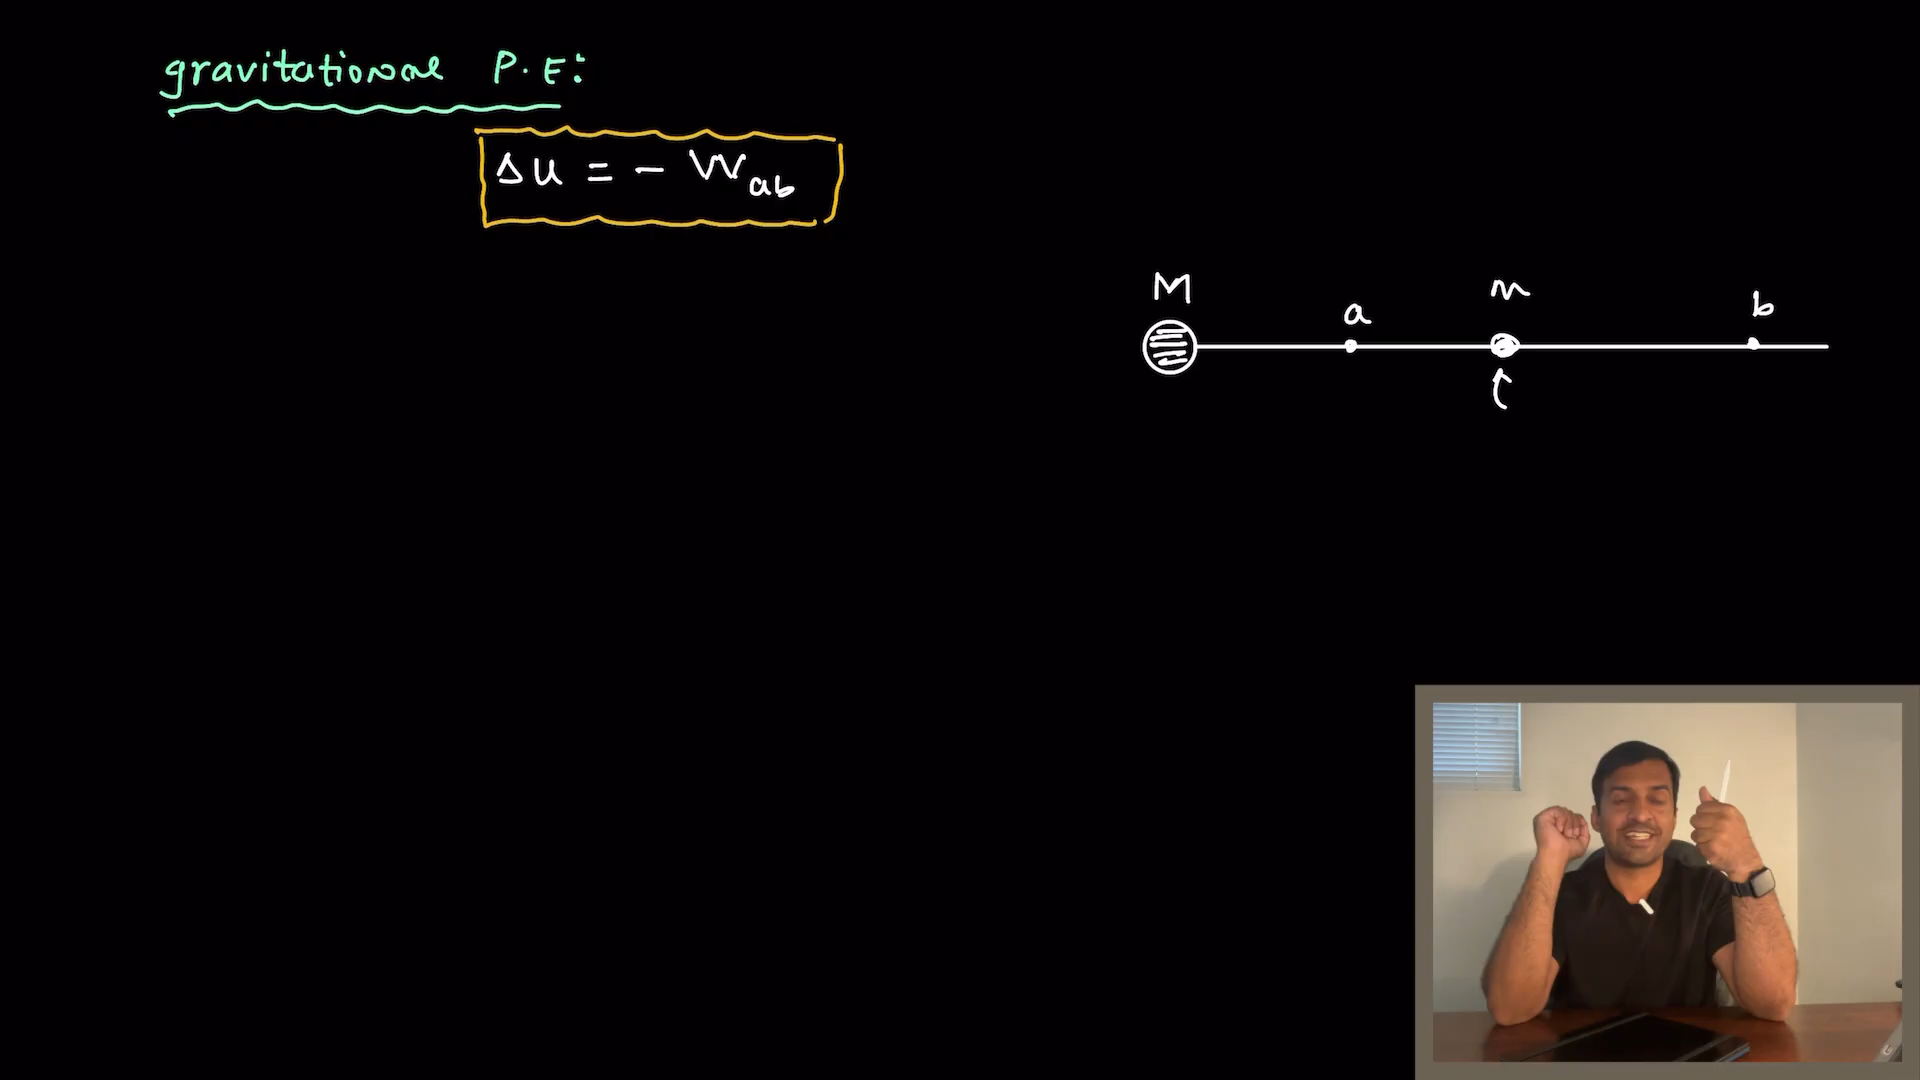 gravitational P.E:
ΔU = - W_ab
M
a
m
b